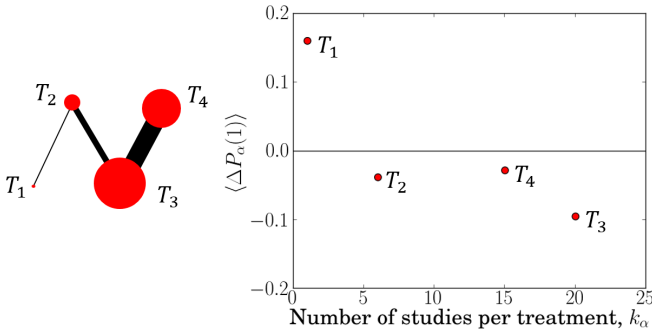 T₂
T₄
T₁
T₃
⟨ΔPα(1)⟩
0.2
0.1
0.0
−0.1
−0.2
T₁
T₂
T₄
T₃
0 5 10 15 20 25
Number of studies per treatment, kα